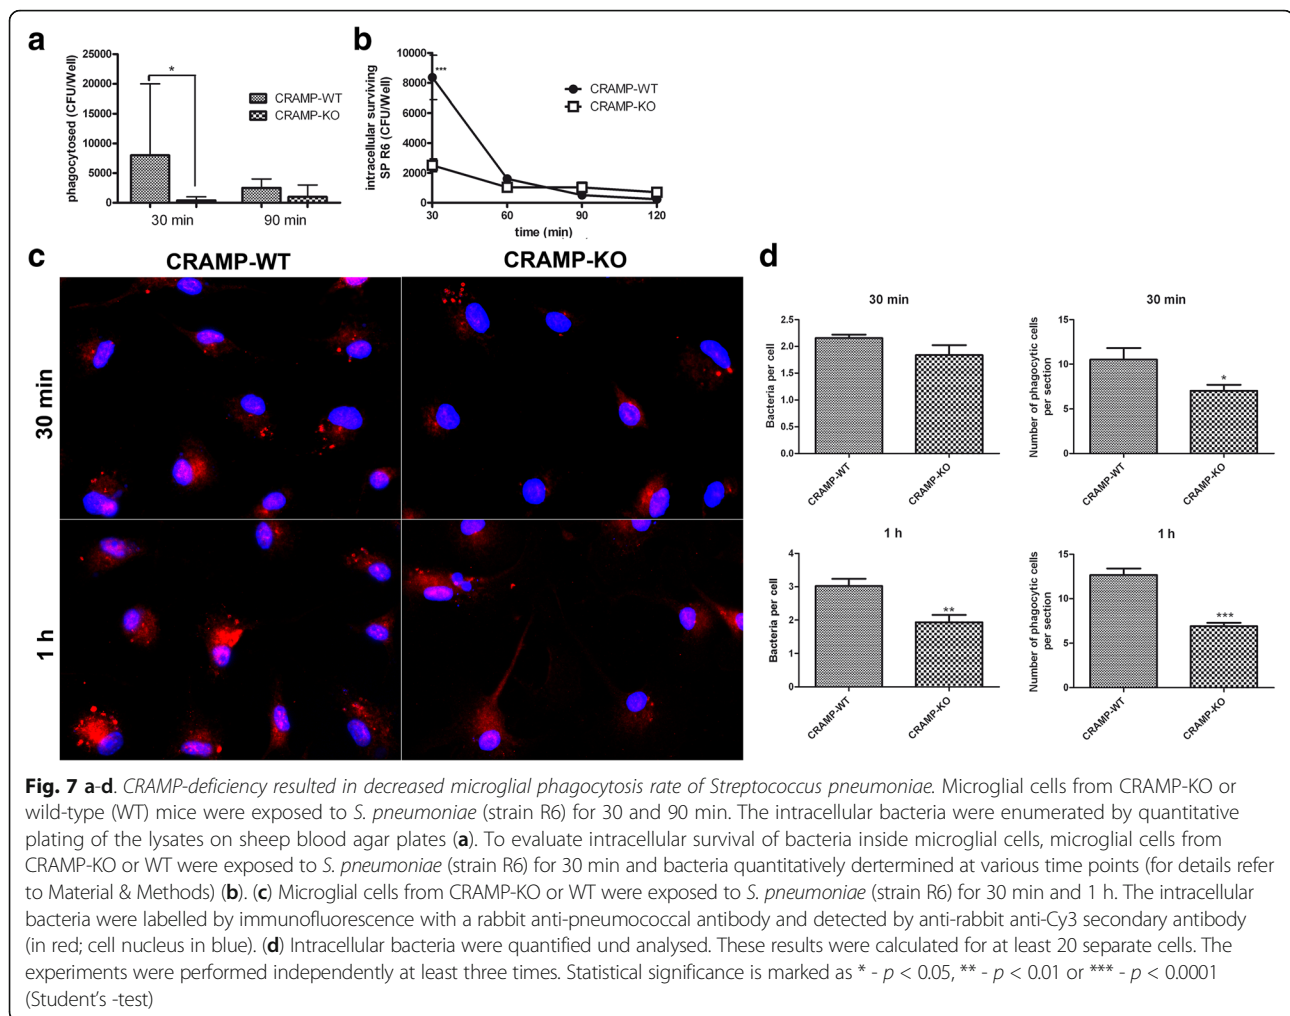 a
25000
20000
15000
10000
5000
0
phagocytosed (CFU/Well)
*
CRAMP-WT
CRAMP-KO
30 min
90 min
b
10000
8000
6000
4000
2000
0
intracellular surviving
SP R6 (CFU/Well)
***
CRAMP-WT
CRAMP-KO
30
60
90
120
time (min)
c
CRAMP-WT
CRAMP-KO
30 min
1 h
d
30 min
2.5
2.0
1.5
1.0
0.5
0.0
Bacteria per cell
CRAMP-WT
CRAMP-KO
30 min
15
10
5
0
Number of phagocytic cells
per section
*
CRAMP-WT
CRAMP-KO
1 h
4
3
2
1
0
Bacteria per cell
**
CRAMP-WT
CRAMP-KO
1 h
15
10
5
0
Number of phagocytic cells
per section
***
CRAMP-WT
CRAMP-KO
Fig. 7 a-d. CRAMP-deficiency resulted in decreased microglial phagocytosis rate of Streptococcus pneumoniae. Microglial cells from CRAMP-KO or
wild-type (WT) mice were exposed to S. pneumoniae (strain R6) for 30 and 90 min. The intracellular bacteria were enumerated by quantitative
plating of the lysates on sheep blood agar plates (a). To evaluate intracellular survival of bacteria inside microglial cells, microglial cells from
CRAMP-KO or WT were exposed to S. pneumoniae (strain R6) for 30 min and bacteria quantitatively dertermined at various time points (for details refer
to Material & Methods) (b). (c) Microglial cells from CRAMP-KO or WT were exposed to S. pneumoniae (strain R6) for 30 min and 1 h. The intracellular
bacteria were labelled by immunofluorescence with a rabbit anti-pneumococcal antibody and detected by anti-rabbit anti-Cy3 secondary antibody
(in red; cell nucleus in blue). (d) Intracellular bacteria were quantified und analysed. These results were calculated for at least 20 separate cells. The
experiments were performed independently at least three times. Statistical significance is marked as * - p < 0.05, ** - p < 0.01 or *** - p < 0.0001
(Student's -test)